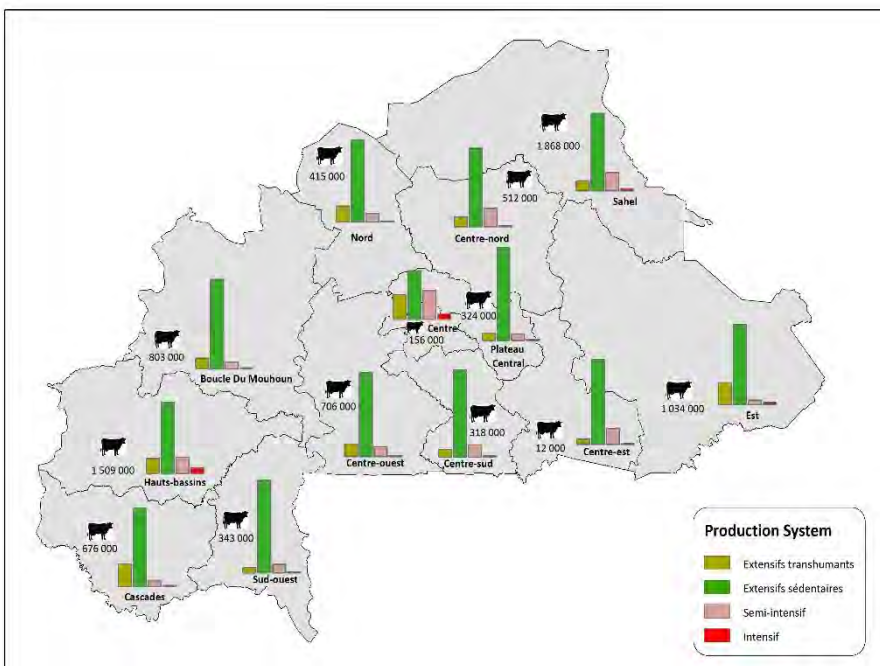 1 868 000
Sahel
415 000
Nord
512 000
Centre-nord
Centre
156 000
324 000
Plateau
Central
803 000
Boucle Du Mouhoun
706 000
Centre-ouest
318 000
Centre-sud
12 000
Centre-est
1 034 000
Est
1 509 000
Hauts-bassins
676 000
Cascades
343 000
Sud-ouest
Production System
Extensifs transhumants
Extensifs sédentaires
Semi-intensif
Intensif